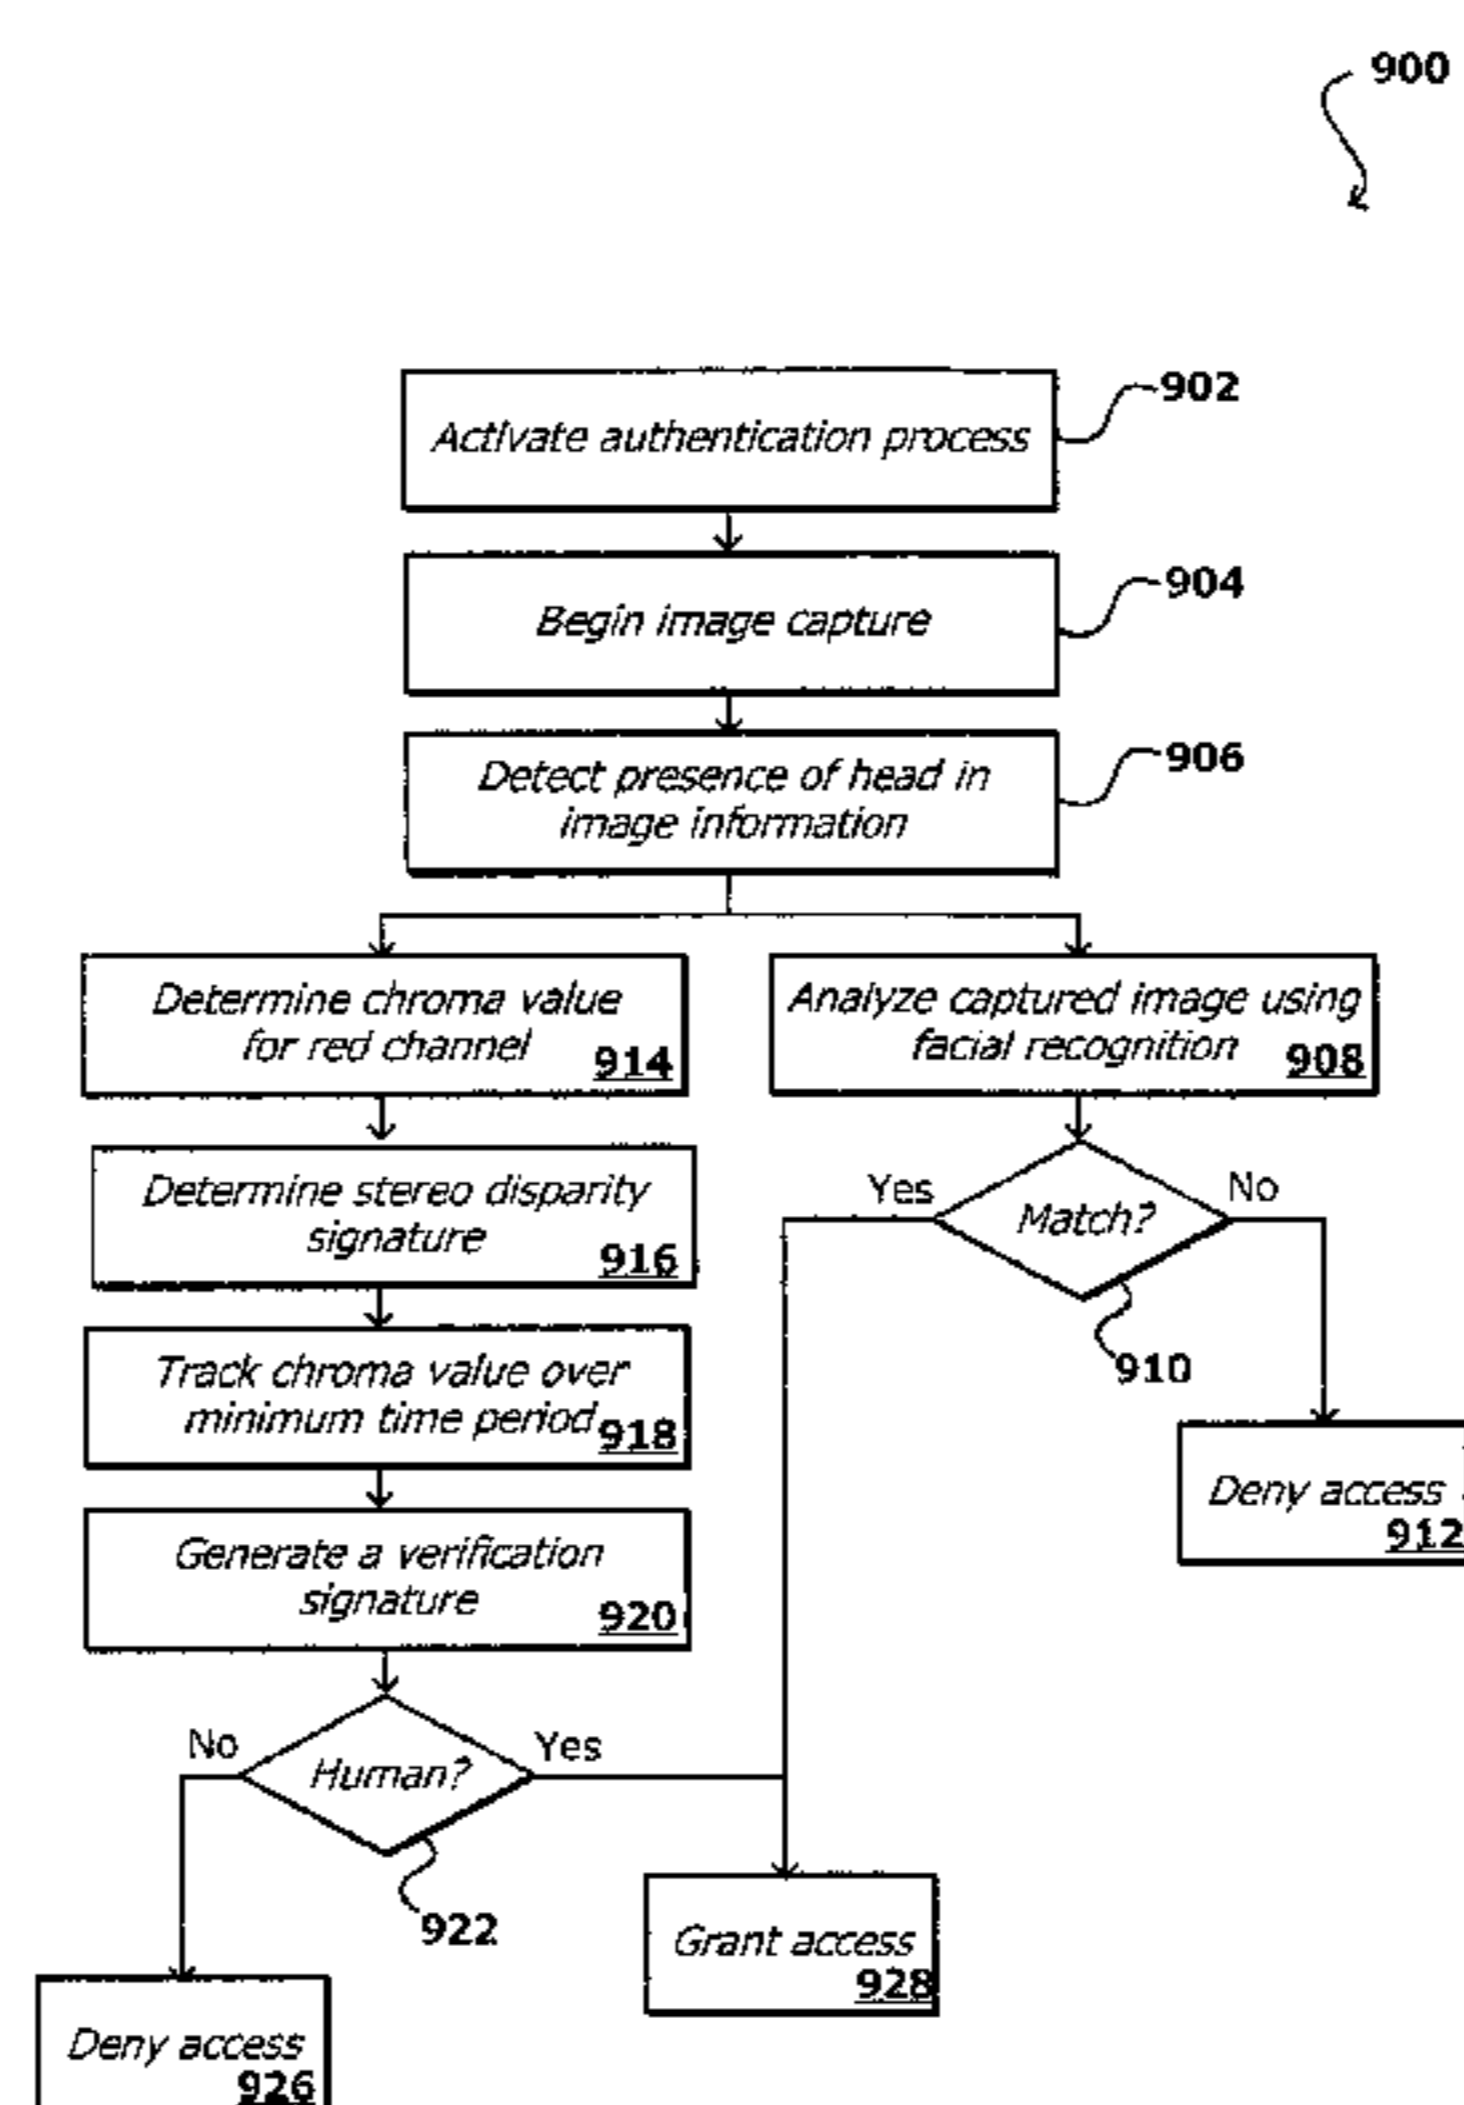 900
Activate authentication process
902
Begin image capture
904
Detect presence of head in
image information
906
Determine chroma value
for red channel
914
Analyze captured image using
facial recognition
908
Determine stereo disparity
signature
916
Yes
Match?
No
910
Track chroma value over
minimum time period
918
Deny access
912
Generate a verification
signature
920
No
Human?
Yes
922
Grant access
928
Deny access
926